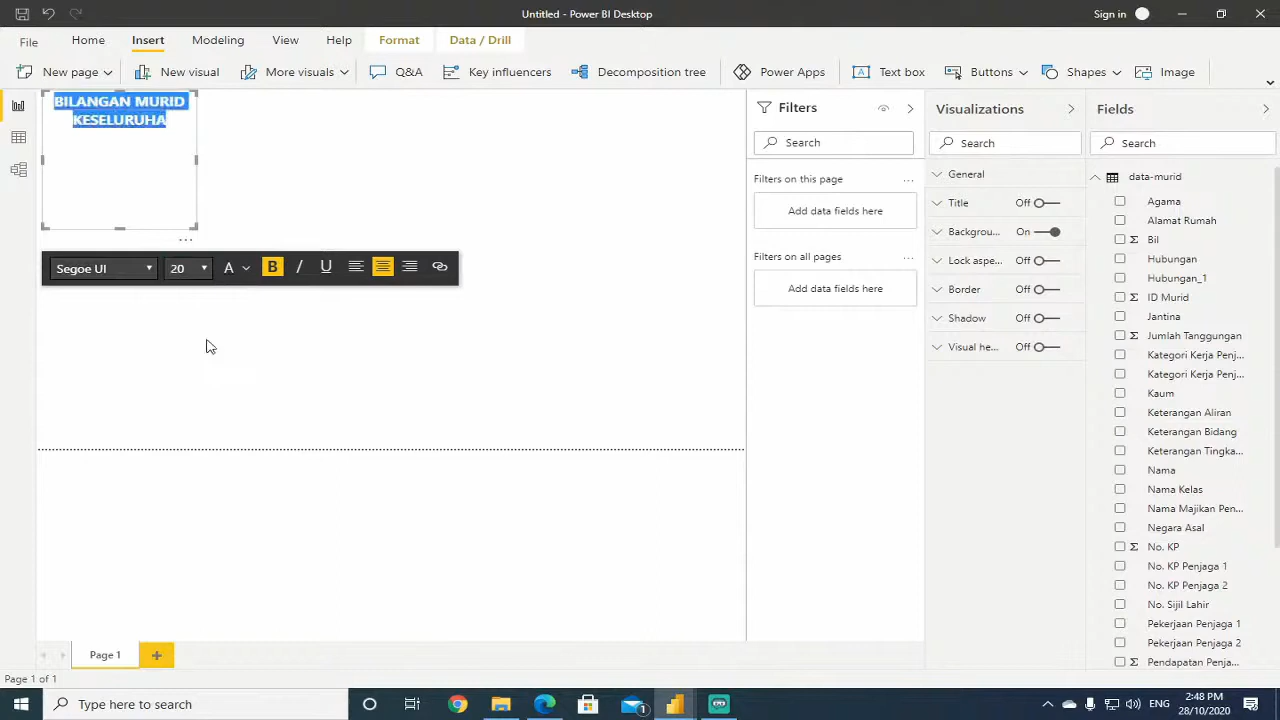 Untitled - Power BI Desktop
Sign in
File
Home
Insert
Modeling
View
Help
Format
Data / Drill
New page
New visual
More visuals
Q&A
Key influencers
Decomposition tree
Power Apps
Text box
Buttons
Shapes
Image
BILANGAN MURID
KESELURUHA
Segoe UI
20
A
B
I
U
Filters
Search
Filters on this page
Add data fields here
Filters on all pages
Add data fields here
Visualizations
Search
General
Title Off
Backgrou... On
Lock aspe... Off
Border Off
Shadow Off
Visual he... Off
Fields
Search
data-murid
Agama
Alamat Rumah
Σ Bil
Hubungan
Hubungan_1
Σ ID Murid
Jantina
Σ Jumlah Tanggungan
Kategori Kerja Penj...
Kategori Kerja Penj...
Kaum
Keterangan Aliran
Keterangan Bidang
Keterangan Tingka...
Nama
Nama Kelas
Nama Majikan Pen...
Negara Asal
Σ No. KP
No. KP Penjaga 1
No. KP Penjaga 2
No. Sijil Lahir
Pekerjaan Penjaga 1
Pekerjaan Penjaga 2
Σ Pendapatan Penja...
Page 1
Page 1 of 1
Type here to search
1
ENG
2:48 PM
28/10/2020